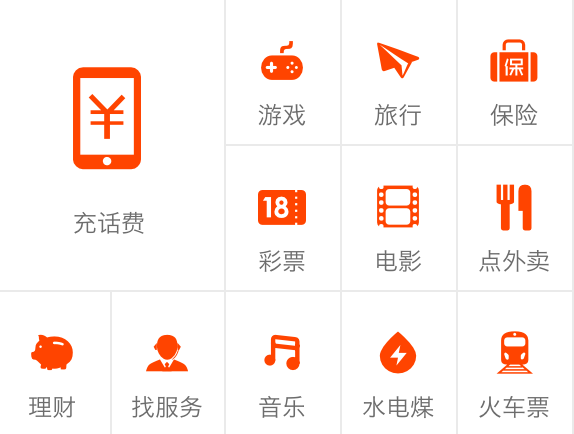 ¥
充话费
游戏
旅行
保
保险
18
彩票
电影
点外卖
理财
找服务
音乐
水电煤
火车票